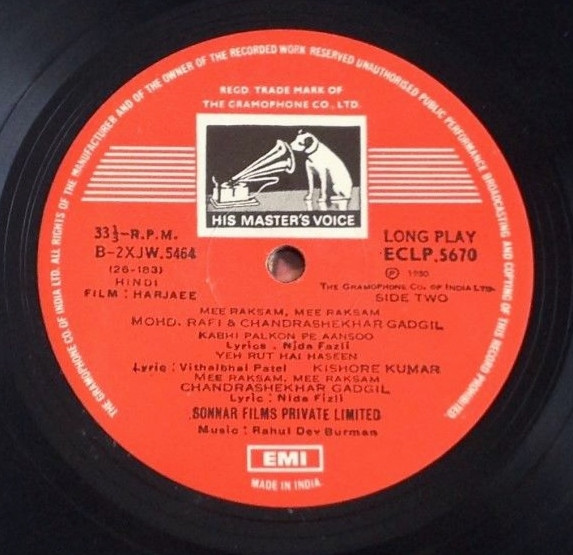 THE GRAMOPHONE CO. OF INDIA LTD. ALL RIGHTS OF THE MANUFACTURER AND OF THE OWNER OF THE RECORDED WORK RESERVED UNAUTHORISED PUBLIC PERFORMANCE BROADCASTING AND COPYING OF THIS RECORD PROHIBITED.
REGD. TRADE MARK OF
THE GRAMOPHONE CO., LTD.
HIS MASTER'S VOICE
33⅓-R.P.M.
B-2XJW.5464
(26-183)
HINDI
FILM : HARJAEE
LONG PLAY
ECLP.5670
Ⓟ 1980
THE GRAMOPHONE CO. OF INDIA LTD.
SIDE TWO
MEE RAKSAM, MEE RAKSAM
MOHD. RAFI & CHANDRASHEKHAR GADGIL
KABHI PALKON PE AANSOO
Lyrics . Nida Fazli
YEH RUT HAI HASEEN
Lyric : Vithalbhai Patel KISHORE KUMAR
MEE RAKSAM, MEE RAKSAM
CHANDRASHEKHAR GADGIL
Lyric : Nida Fizli
SONNAR FILMS PRIVATE LIMITED
Music : Rahul Dev Burman
EMI
MADE IN INDIA.